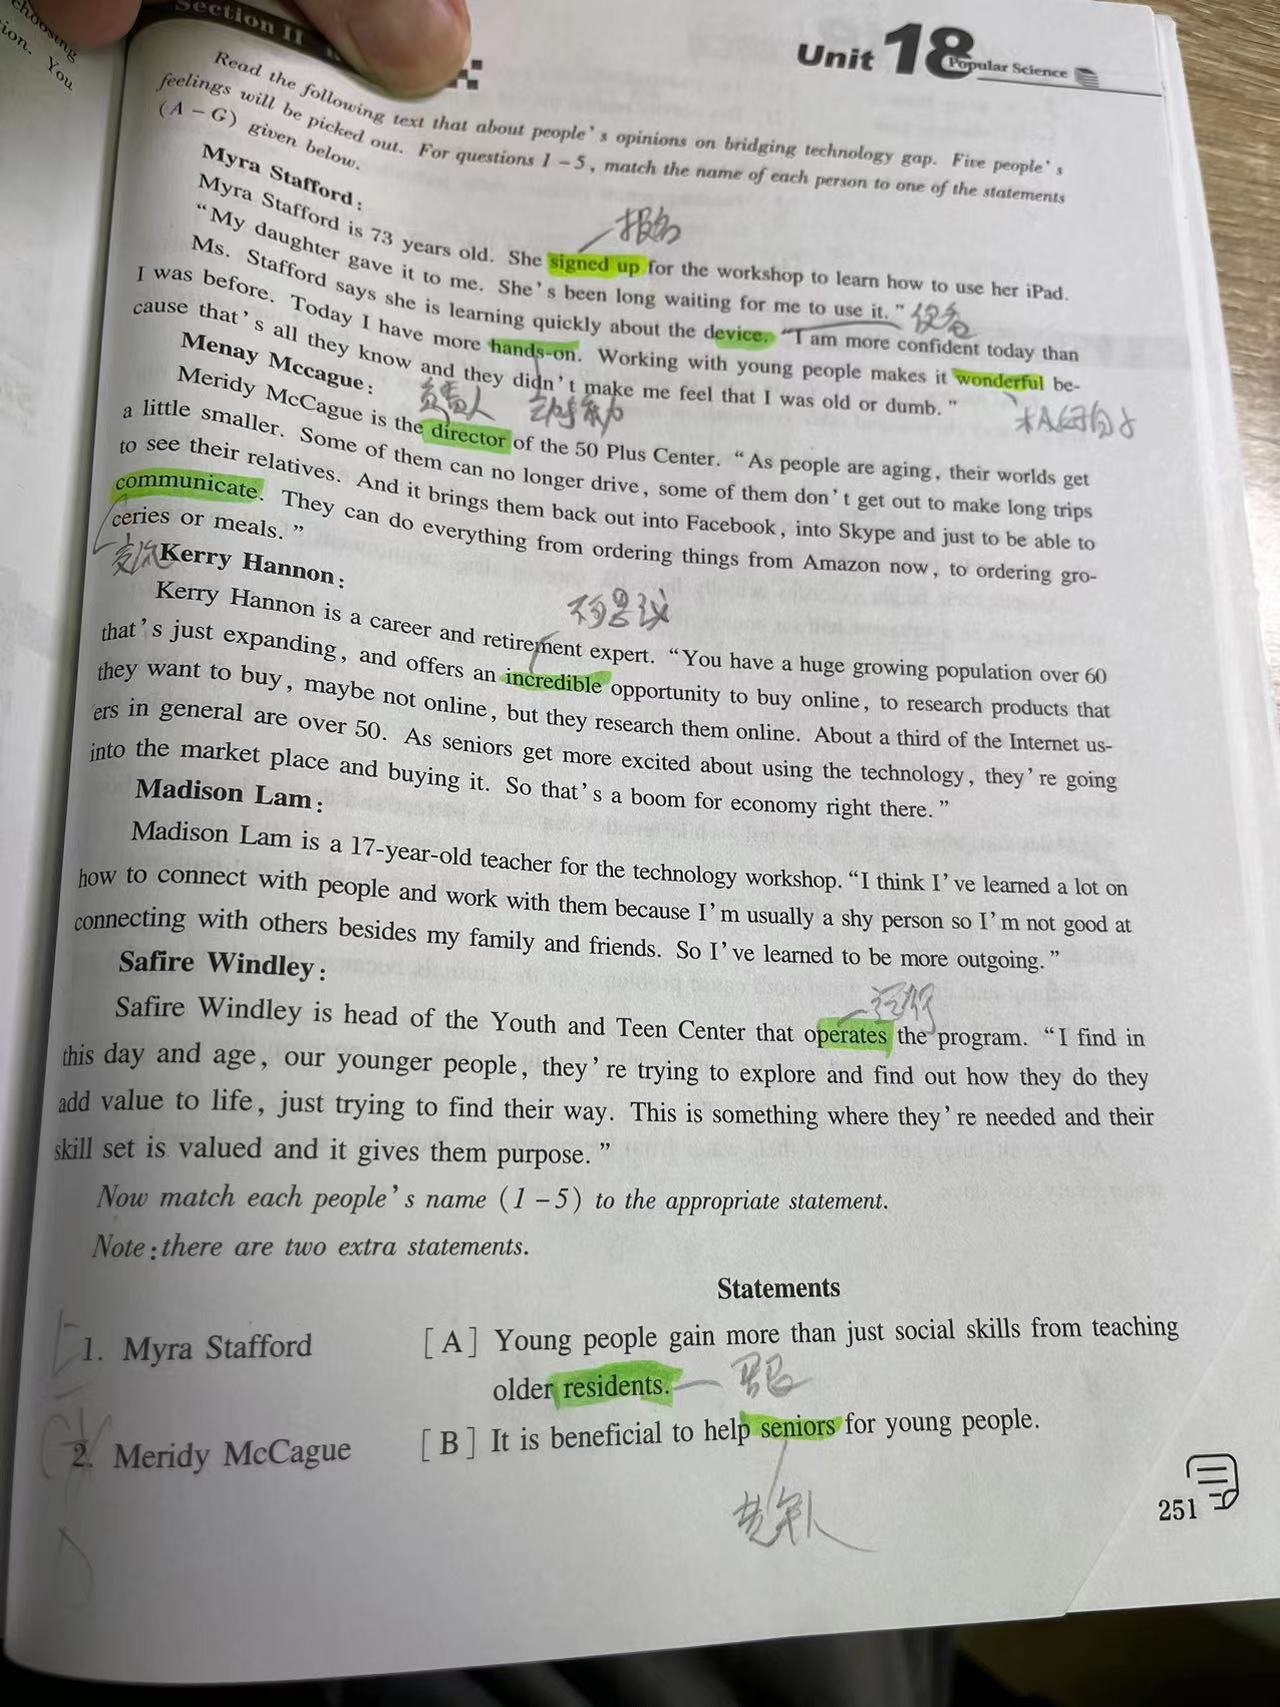 choosing
ion. You
Section II
Unit 18
Popular Science
Read the following text that about people's opinions on bridging technology gap. Five people's
feelings will be picked out. For questions 1-5, match the name of each person to one of the statements
(A-G) given below.
Myra Stafford:
Myra Stafford is 73 years old. She signed up for the workshop to learn how to use her iPad.
报名
"My daughter gave it to me. She's been long waiting for me to use it."
设备
Ms. Stafford says she is learning quickly about the device. "I am more confident today than
I was before. Today I have more hands-on. Working with young people makes it wonderful be-
cause that's all they know and they didn't make me feel that I was old or dumb."
Menay Mccague:
负责人
动手能力
Meridy McCague is the director of the 50 Plus Center. "As people are aging, their worlds get
a little smaller. Some of them can no longer drive, some of them don't get out to make long trips
to see their relatives. And it brings them back out into Facebook, into Skype and just to be able to
communicate. They can do everything from ordering things from Amazon now, to ordering gro-
ceries or meals."
交流
Kerry Hannon:
不可思议
Kerry Hannon is a career and retirement expert. "You have a huge growing population over 60
that's just expanding, and offers an incredible opportunity to buy online, to research products that
they want to buy, maybe not online, but they research them online. About a third of the Internet us-
ers in general are over 50. As seniors get more excited about using the technology, they're going
into the market place and buying it. So that's a boom for economy right there."
Madison Lam:
Madison Lam is a 17-year-old teacher for the technology workshop. "I think I've learned a lot on
how to connect with people and work with them because I'm usually a shy person so I'm not good at
connecting with others besides my family and friends. So I've learned to be more outgoing."
Safire Windley:
运行
Safire Windley is head of the Youth and Teen Center that operates the program. "I find in
this day and age, our younger people, they're trying to explore and find out how they do they
add value to life, just trying to find their way. This is something where they're needed and their
skill set is valued and it gives them purpose."
Now match each people's name (1-5) to the appropriate statement.
Note: there are two extra statements.
Statements
1. Myra Stafford
[A] Young people gain more than just social skills from teaching
older residents.
居民
2. Meridy McCague
[B] It is beneficial to help seniors for young people.
老年人
251